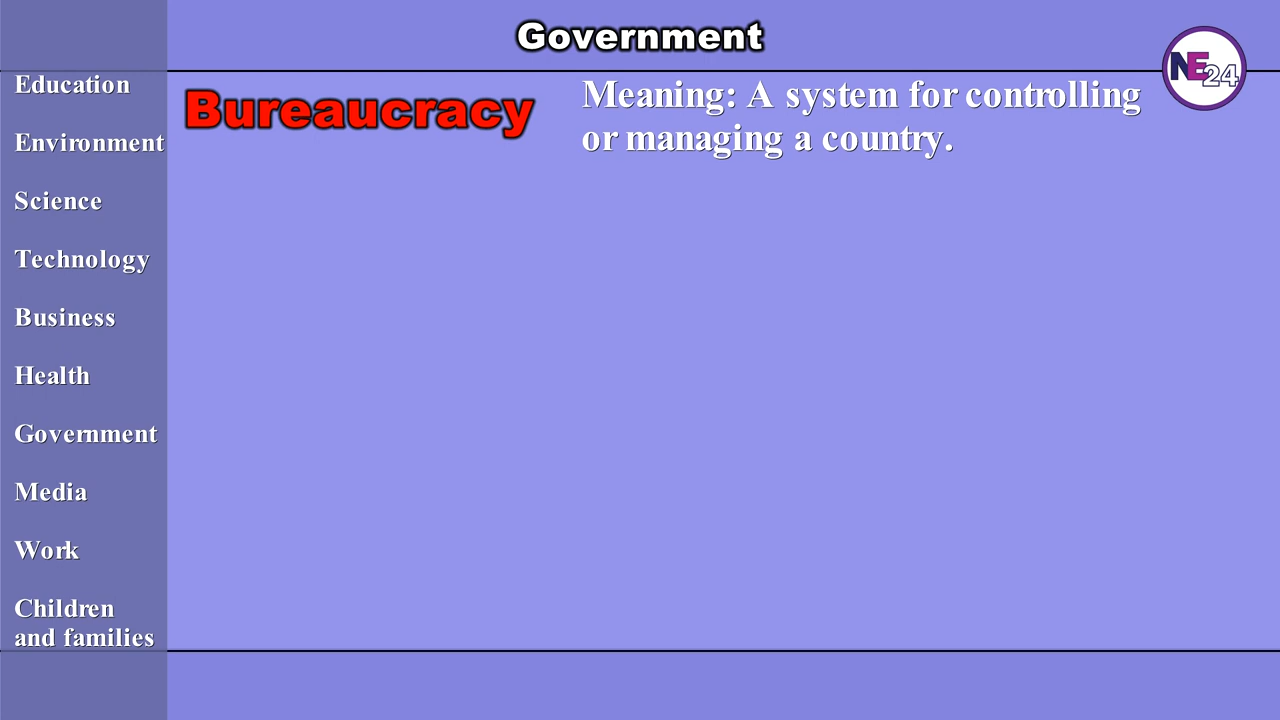 Government
NE24
Education
Environment
Science
Technology
Business
Health
Government
Media
Work
Children
and families
Bureaucracy
Meaning: A system for controlling
or managing a country.